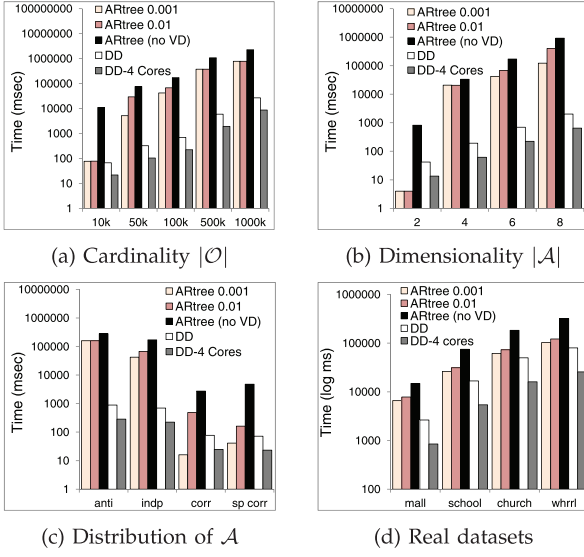 ARtree 0.001
ARtree 0.01
ARtree (no VD)
DD
DD-4 Cores
Time (msec)
100000000
10000000
1000000
100000
10000
1000
100
10
1
10k 50k 100k 500k 1000k
(a) Cardinality |𝒪|
ARtree 0.001
ARtree 0.01
ARtree (no VD)
DD
DD-4 Cores
Time (msec)
10000000
1000000
100000
10000
1000
100
10
1
2 4 6 8
(b) Dimensionality |𝒜|
ARtree 0.001
ARtree 0.01
ARtree (no VD)
DD
DD-4 Cores
Time (msec)
10000000
1000000
100000
10000
1000
100
10
1
anti indp corr sp corr
(c) Distribution of 𝒜
ARtree 0.001
ARtree 0.01
ARtree (no VD)
DD
DD-4 cores
Time (log ms)
1000000
100000
10000
1000
100
mall school church whrrl
(d) Real datasets